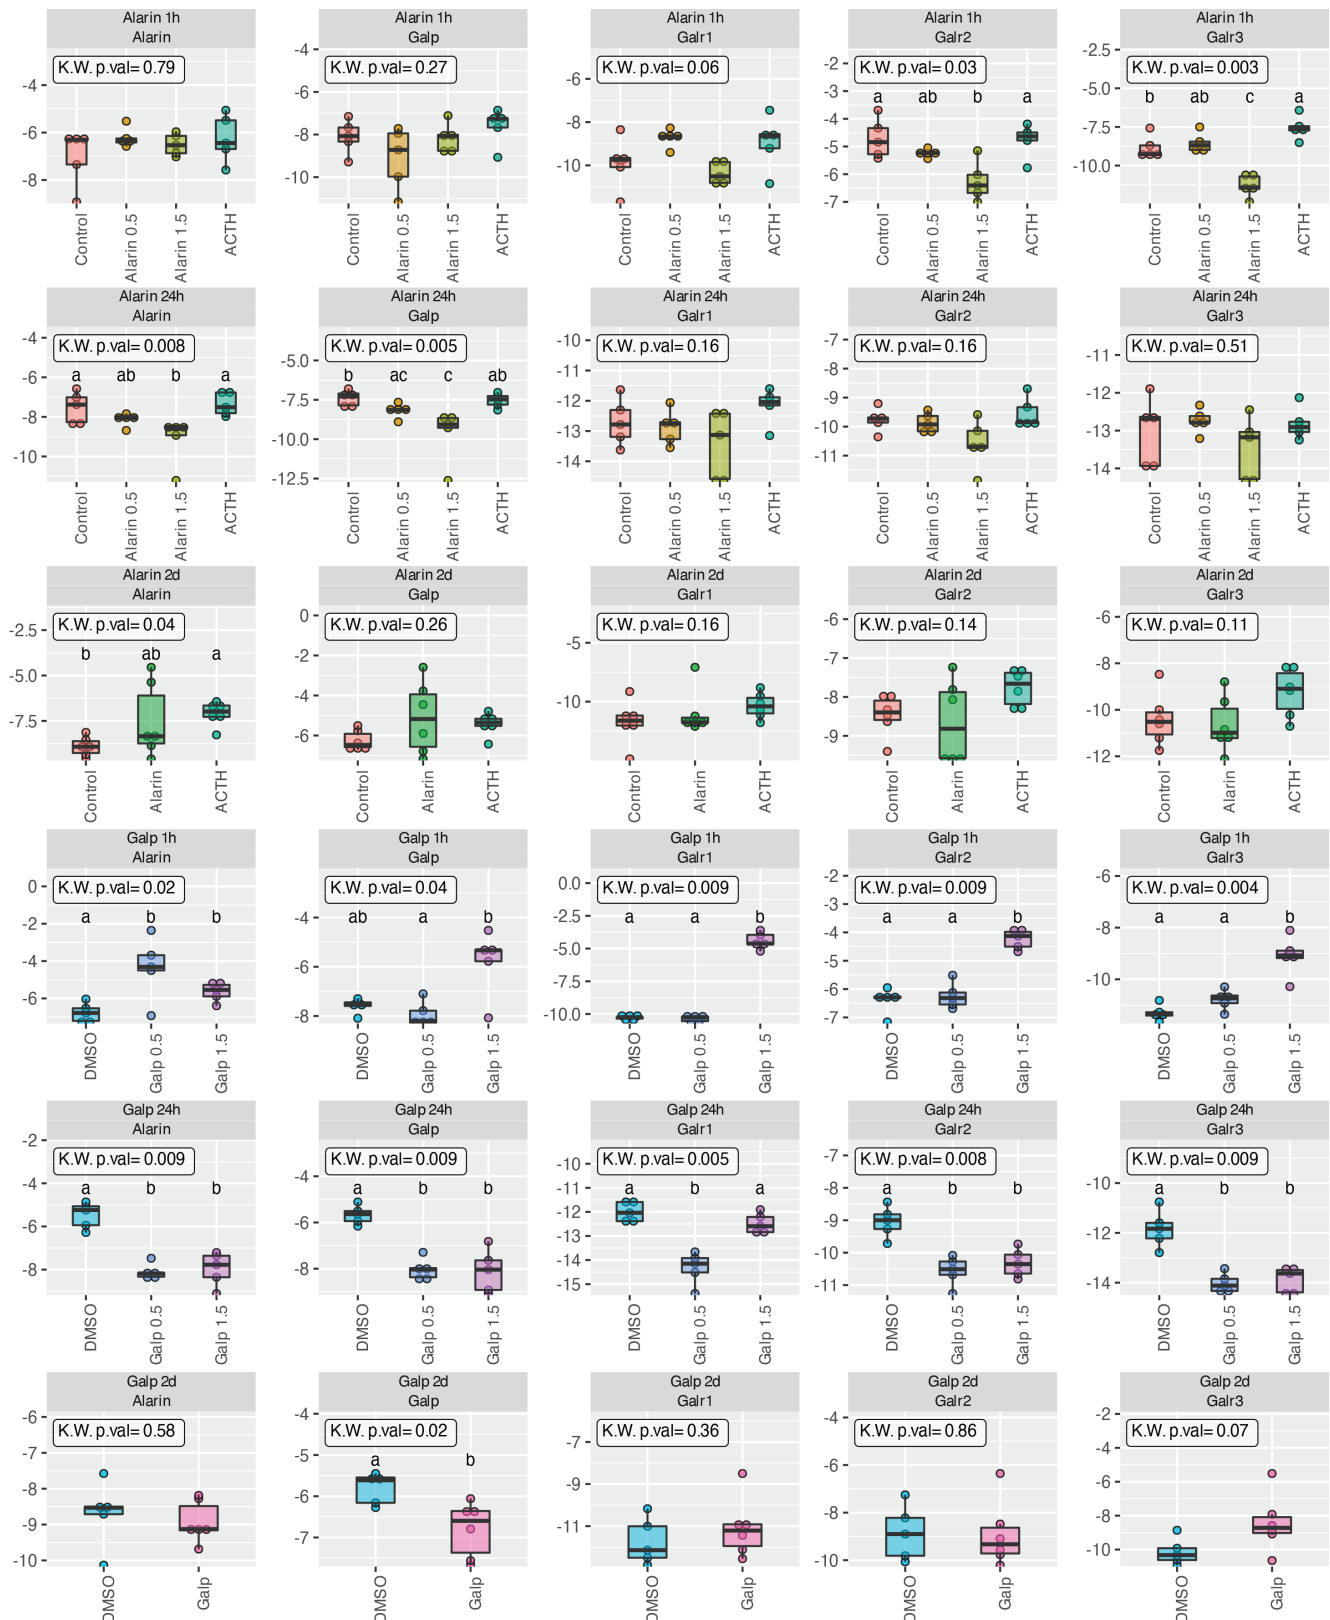 Alarin 1h
Alarin
K.W. p.val= 0.79
-4
-6
-8
Control
Alarin 0.5
Alarin 1.5
ACTH
Alarin 1h
Galp
K.W. p.val= 0.27
-4
-6
-8
-10
Control
Alarin 0.5
Alarin 1.5
ACTH
Alarin 1h
Galr1
K.W. p.val= 0.06
-6
-8
-10
Control
Alarin 0.5
Alarin 1.5
ACTH
Alarin 1h
Galr2
K.W. p.val= 0.03
a ab b a
-2
-3
-4
-5
-6
-7
Control
Alarin 0.5
Alarin 1.5
ACTH
Alarin 1h
Galr3
K.W. p.val= 0.003
b ab c a
-2.5
-5.0
-7.5
-10.0
Control
Alarin 0.5
Alarin 1.5
ACTH
Alarin 24h
Alarin
K.W. p.val= 0.008
a ab b a
-4
-6
-8
-10
Control
Alarin 0.5
Alarin 1.5
ACTH
Alarin 24h
Galp
K.W. p.val= 0.005
b ac c ab
-5.0
-7.5
-10.0
-12.5
Control
Alarin 0.5
Alarin 1.5
ACTH
Alarin 24h
Galr1
K.W. p.val= 0.16
-10
-11
-12
-13
-14
Control
Alarin 0.5
Alarin 1.5
ACTH
Alarin 24h
Galr2
K.W. p.val= 0.16
-7
-8
-9
-10
-11
Control
Alarin 0.5
Alarin 1.5
ACTH
Alarin 24h
Galr3
K.W. p.val= 0.51
-11
-12
-13
-14
Control
Alarin 0.5
Alarin 1.5
ACTH
Alarin 2d
Alarin
K.W. p.val= 0.04
b ab a
-2.5
-5.0
-7.5
Control
Alarin
ACTH
Alarin 2d
Galp
K.W. p.val= 0.26
0
-2
-4
-6
Control
Alarin
ACTH
Alarin 2d
Galr1
K.W. p.val= 0.16
-5
-10
Control
Alarin
ACTH
Alarin 2d
Galr2
K.W. p.val= 0.14
-6
-7
-8
-9
Control
Alarin
ACTH
Alarin 2d
Galr3
K.W. p.val= 0.11
-6
-8
-10
-12
Control
Alarin
ACTH
Galp 1h
Alarin
K.W. p.val= 0.02
a b b
0
-2
-4
-6
DMSO
Galp 0.5
Galp 1.5
Galp 1h
Galp
K.W. p.val= 0.04
ab a b
-4
-6
-8
DMSO
Galp 0.5
Galp 1.5
Galp 1h
Galr1
K.W. p.val= 0.009
a a b
0.0
-2.5
-5.0
-7.5
-10.0
DMSO
Galp 0.5
Galp 1.5
Galp 1h
Galr2
K.W. p.val= 0.009
a a b
-2
-3
-4
-5
-6
-7
DMSO
Galp 0.5
Galp 1.5
Galp 1h
Galr3
K.W. p.val= 0.004
a a b
-6
-8
-10
DMSO
Galp 0.5
Galp 1.5
Galp 24h
Alarin
K.W. p.val= 0.009
a b b
-2
-4
-6
-8
DMSO
Galp 0.5
Galp 1.5
Galp 24h
Galp
K.W. p.val= 0.009
a b b
-4
-6
-8
DMSO
Galp 0.5
Galp 1.5
Galp 24h
Galr1
K.W. p.val= 0.005
a b a
-10
-11
-12
-13
-14
-15
DMSO
Galp 0.5
Galp 1.5
Galp 24h
Galr2
K.W. p.val= 0.008
a b b
-7
-8
-9
-10
-11
DMSO
Galp 0.5
Galp 1.5
Galp 24h
Galr3
K.W. p.val= 0.009
a b b
-10
-12
-14
DMSO
Galp 0.5
Galp 1.5
Galp 2d
Alarin
K.W. p.val= 0.58
-6
-7
-8
-9
-10
DMSO
Galp
Galp 2d
Galp
K.W. p.val= 0.02
a b
-4
-5
-6
-7
DMSO
Galp
Galp 2d
Galr1
K.W. p.val= 0.36
-7
-9
-11
DMSO
Galp
Galp 2d
Galr2
K.W. p.val= 0.86
-4
-6
-8
-10
DMSO
Galp
Galp 2d
Galr3
K.W. p.val= 0.07
-2
-4
-6
-8
-10
DMSO
Galp